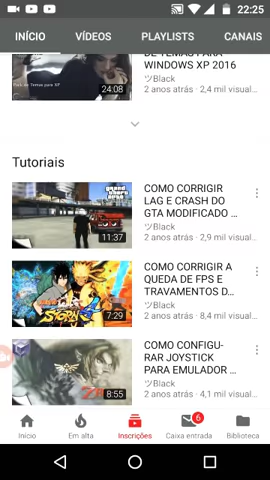 22:25
INÍCIO VÍDEOS PLAYLISTS CANAIS
DE TEMAS PARA
WINDOWS XP 2016
ツBlack
2 anos atrás · 2,4 mil visual...
24:08
Tutoriais
COMO CORRIGIR
LAG E CRASH DO
GTA MODIFICADO ...
ツBlack
2 anos atrás · 2,9 mil visual...
11:37
COMO CORRIGIR A
QUEDA DE FPS E
TRAVAMENTOS D...
ツBlack
2 anos atrás · 8,4 mil visual...
STORM 4
7:29
COMO CONFIGU-
RAR JOYSTICK
PARA EMULADOR ...
ツBlack
2 anos atrás · 4,1 mil visual...
8:55
6
Início Em alta Inscrições Caixa entrada Biblioteca